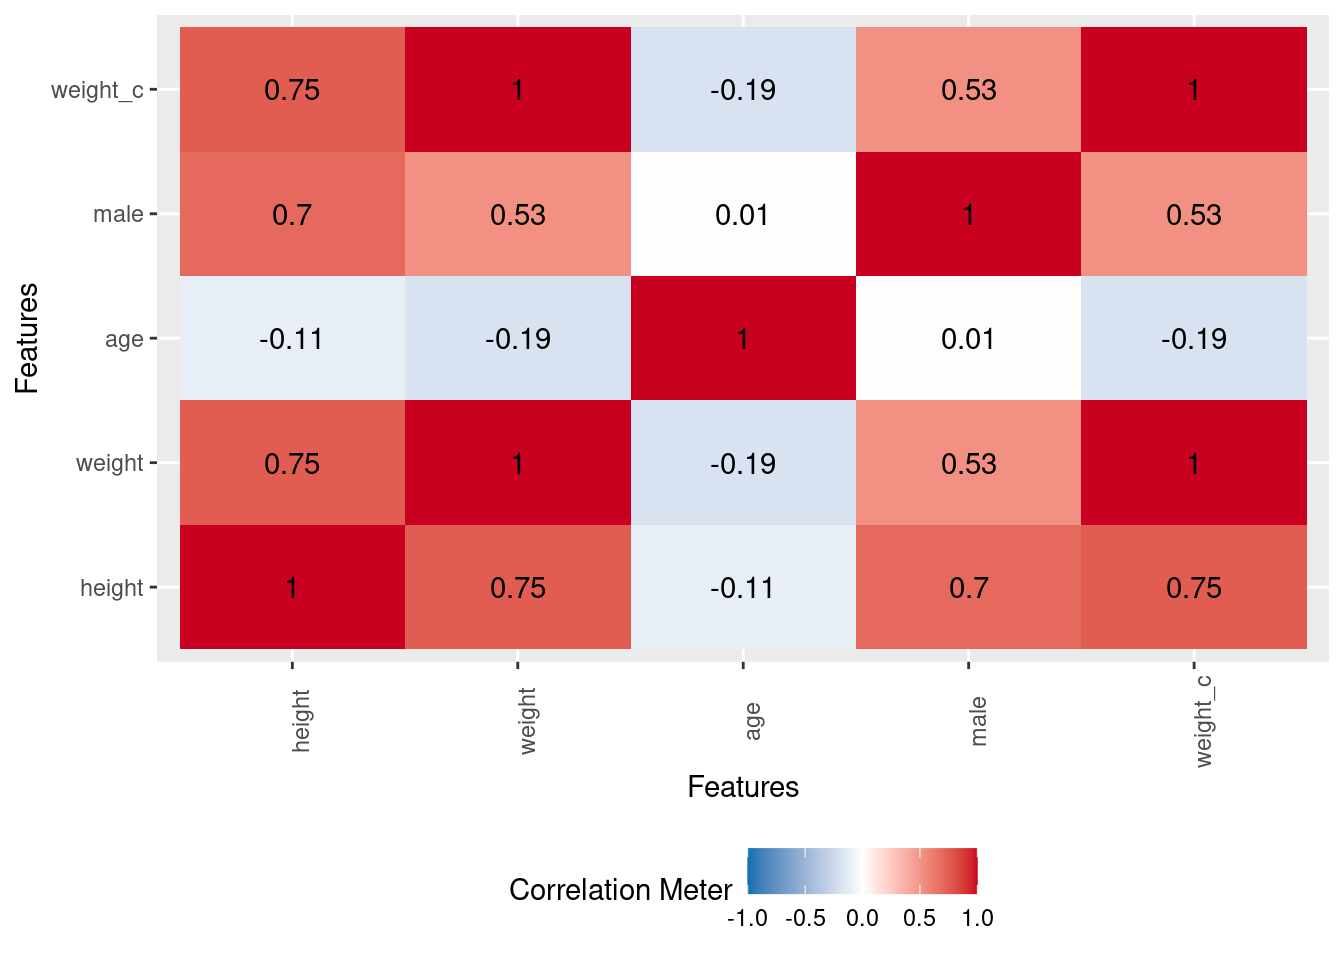 weight_c 0.75 1 -0.19 0.53 1
male 0.7 0.53 0.01 1 0.53
age -0.11 -0.19 1 0.01 -0.19
weight 0.75 1 -0.19 0.53 1
height 1 0.75 -0.11 0.7 0.75
Features
height weight age male weight_c
Features
Correlation Meter
-1.0 -0.5 0.0 0.5 1.0